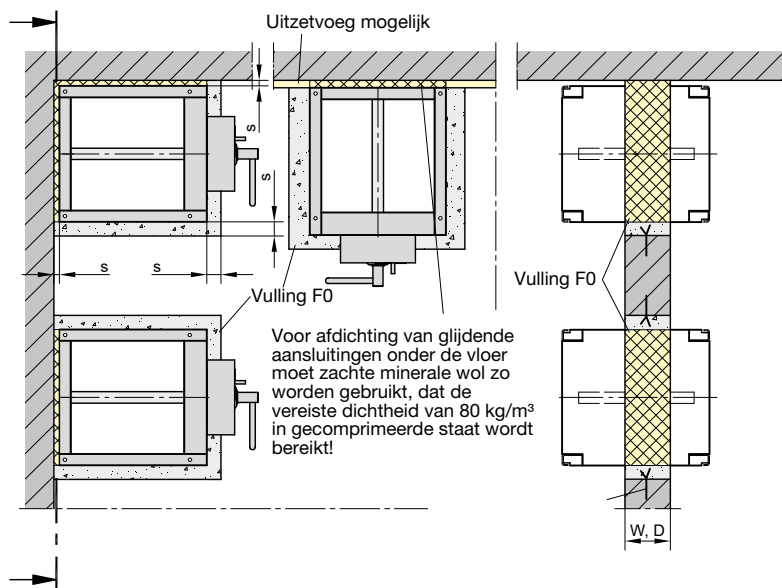 Uitzetvoeg mogelijk
s
s
s
s
Vulling F0
Vulling F0
Voor afdichting van glijdende
aansluitingen onder de vloer
moet zachte minerale wol zo
worden gebruikt, dat de
vereiste dichtheid van 80 kg/m³
in gecomprimeerde staat wordt
bereikt!
W, D